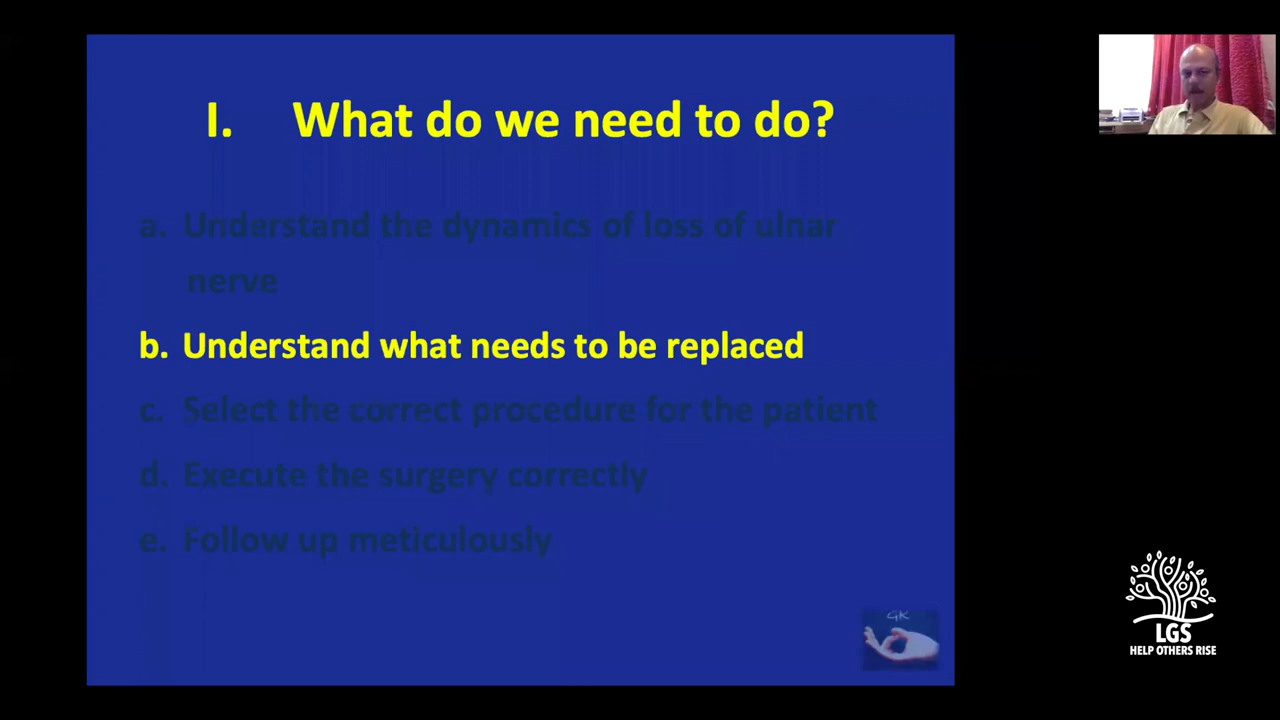 I. What do we need to do?
a. Understand the dynamics of loss of ulnar
nerve
b. Understand what needs to be replaced
c. Select the correct procedure for the patient
d. Execute the surgery correctly
e. Follow up meticulously
GK
LGS
HELP OTHERS RISE